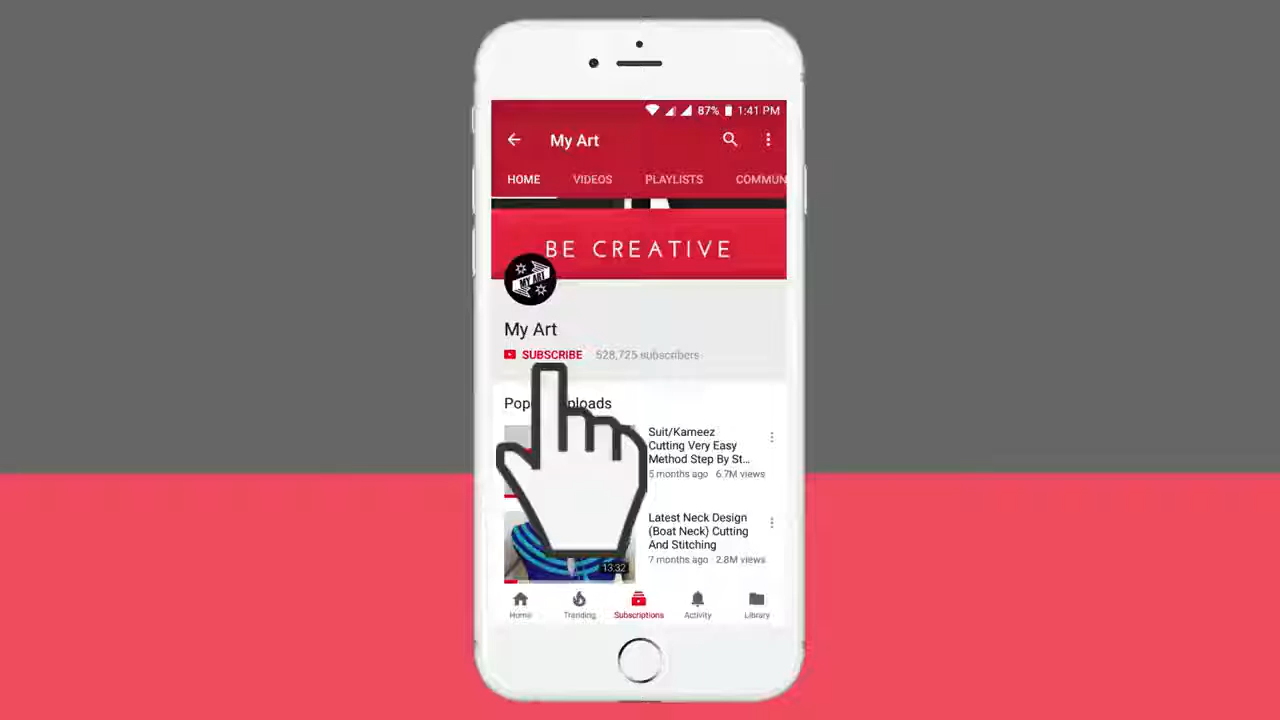 87% 1:41 PM
My Art
HOME VIDEOS PLAYLISTS COMMUN
BE CREATIVE
MY ART
My Art
SUBSCRIBE 528,725 subscribers
Pop ploads
Suit/Kameez
Cutting Very Easy
Method Step By St...
5 months ago 6.7M views
Latest Neck Design
(Boat Neck) Cutting
And Stitching
7 months ago 2.8M views
13:32
Home Trending Subscriptions Activity Library